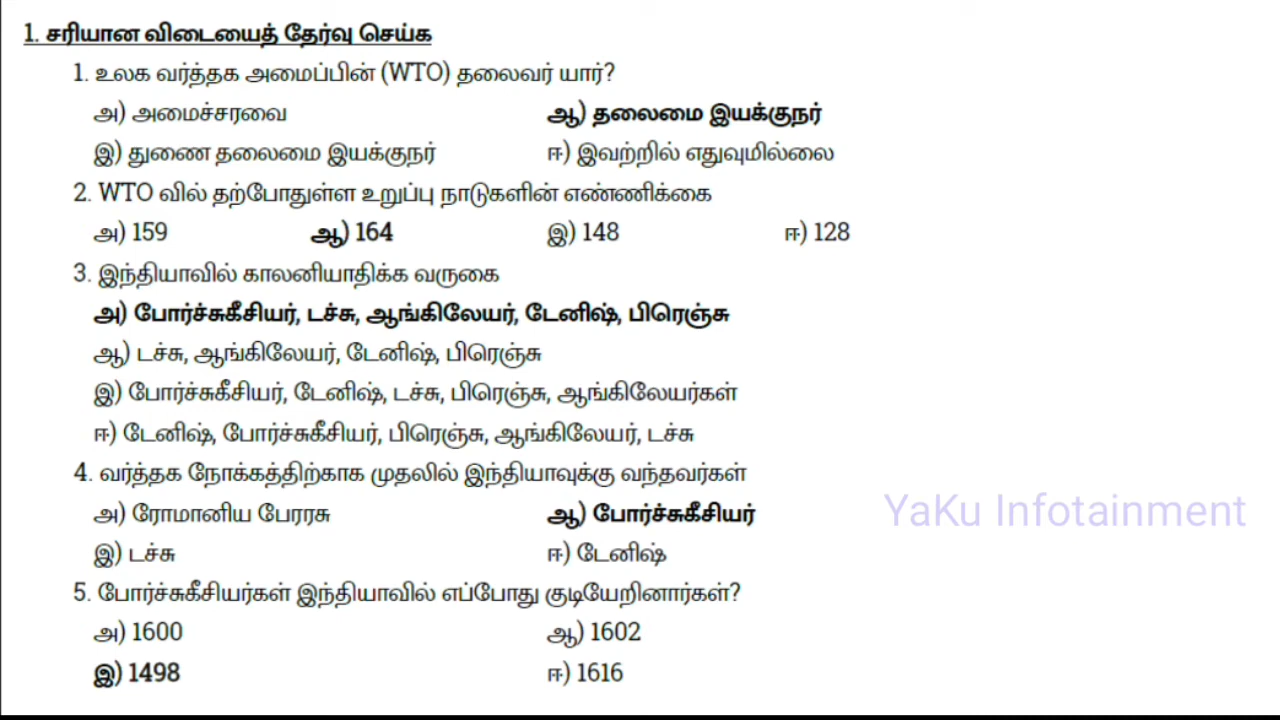 1. சரியான விடையைத் தேர்வு செய்க
1. உலக வர்த்தக அமைப்பின் (WTO) தலைவர் யார்?
அ) அமைச்சரவை ஆ) தலைமை இயக்குநர்
இ) துணை தலைமை இயக்குநர் ஈ) இவற்றில் எதுவுமில்லை
2. WTO வில் தற்போதுள்ள உறுப்பு நாடுகளின் எண்ணிக்கை
அ) 159 ஆ) 164 இ) 148 ஈ) 128
3. இந்தியாவில் காலனியாதிக்க வருகை
அ) போர்ச்சுகீசியர், டச்சு, ஆங்கிலேயர், டேனிஷ், பிரெஞ்சு
ஆ) டச்சு, ஆங்கிலேயர், டேனிஷ், பிரெஞ்சு
இ) போர்ச்சுகீசியர், டேனிஷ், டச்சு, பிரெஞ்சு, ஆங்கிலேயர்கள்
ஈ) டேனிஷ், போர்ச்சுகீசியர், பிரெஞ்சு, ஆங்கிலேயர், டச்சு
4. வர்த்தக நோக்கத்திற்காக முதலில் இந்தியாவுக்கு வந்தவர்கள்
அ) ரோமானிய பேரரசு ஆ) போர்ச்சுகீசியர்
YaKu Infotainment
இ) டச்சு ஈ) டேனிஷ்
5. போர்ச்சுகீசியர்கள் இந்தியாவில் எப்போது குடியேறினார்கள்?
அ) 1600 ஆ) 1602
இ) 1498 ஈ) 1616